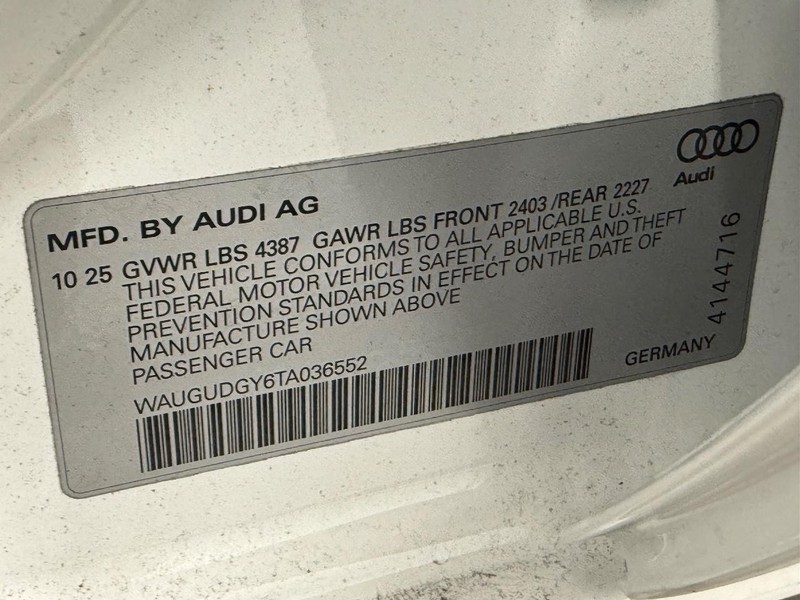 Audi
MFD. BY AUDI AG
10 25 GVWR LBS 4387 GAWR LBS FRONT 2403 /REAR 2227
THIS VEHICLE CONFORMS TO ALL APPLICABLE U.S.
FEDERAL MOTOR VEHICLE SAFETY, BUMPER AND THEFT
PREVENTION STANDARDS IN EFFECT ON THE DATE OF
MANUFACTURE SHOWN ABOVE
PASSENGER CAR
WAUGUDGY6TA036552
GERMANY
4144716